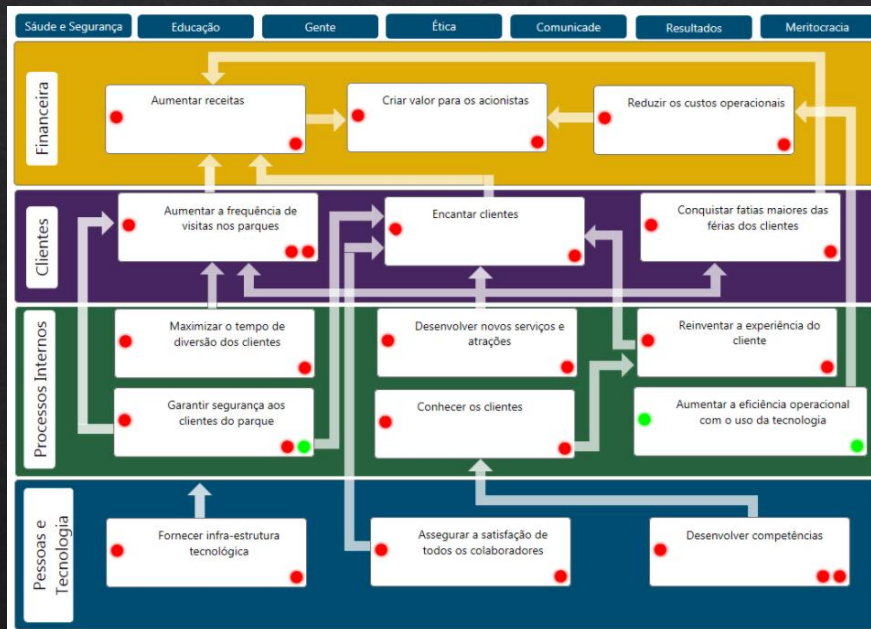 Sáude e Segurança
Educação
Gente
Ética
Comunicade
Resultados
Meritocracia
Financeira
Aumentar receitas
Criar valor para os acionistas
Reduzir os custos operacionais
Clientes
Aumentar a frequência de
visitas nos parques
Encantar clientes
Conquistar fatias maiores das
férias dos clientes
Processos Internos
Maximizar o tempo de
diversão dos clientes
Desenvolver novos serviços e
atrações
Reinventar a experiência do
cliente
Garantir segurança aos
clientes do parque
Conhecer os clientes
Aumentar a eficiência operacional
com o uso da tecnologia
Pessoas e
Tecnologia
Fornecer infra-estrutura
tecnológica
Assegurar a satisfação de
todos os colaboradores
Desenvolver competências